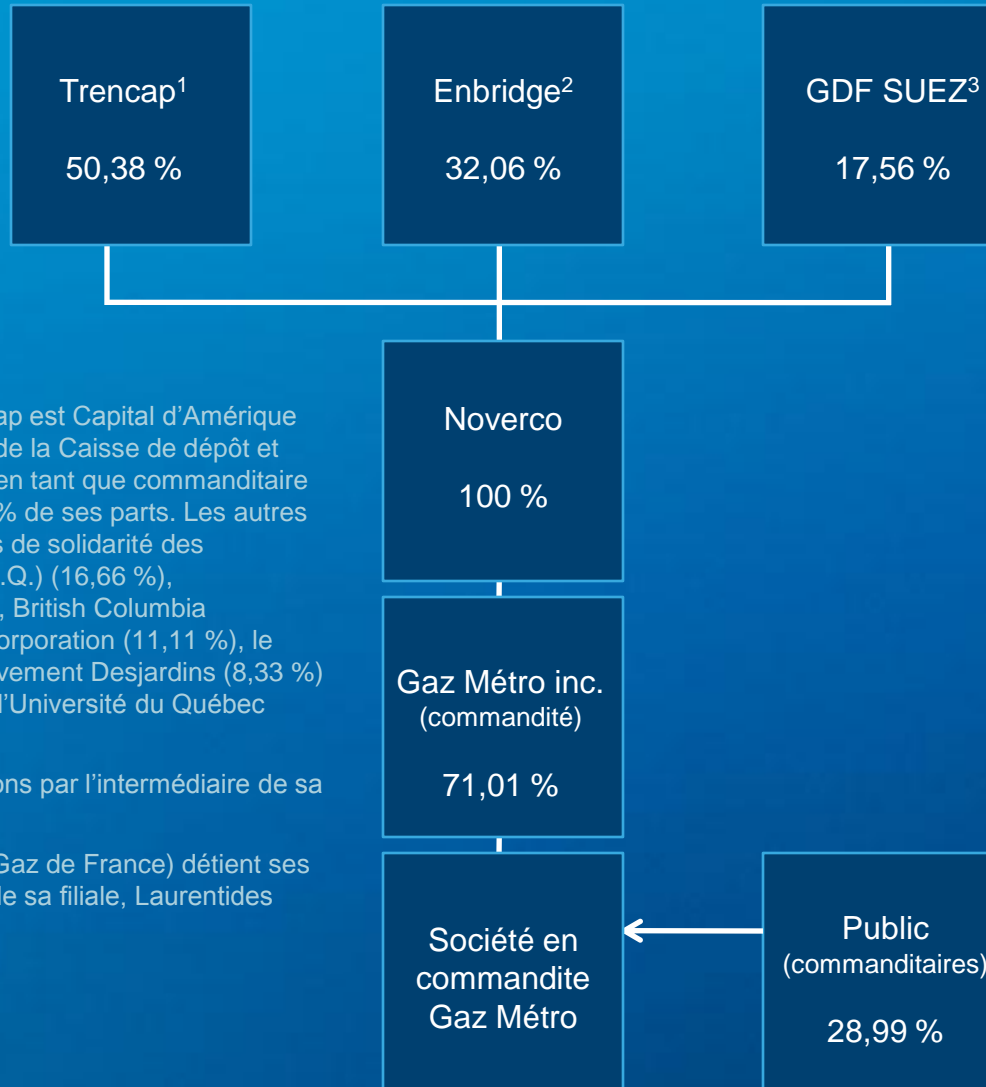 Trencap¹
50,38 %
Enbridge²
32,06 %
GDF SUEZ³
17,56 %
Noverco
100 %
ap est Capital d’Amérique
de la Caisse de dépôt et
en tant que commanditaire
% de ses parts. Les autres
s de solidarité des
.Q.) (16,66 %),
, British Columbia
orporation (11,11 %), le
vement Desjardins (8,33 %)
l’Université du Québec
ons par l’intermédiaire de sa
Gaz de France) détient ses
de sa filiale, Laurentides
Gaz Métro inc.
(commandité)
71,01 %
Société en
commandite
Gaz Métro
Public
(commanditaires)
28,99 %